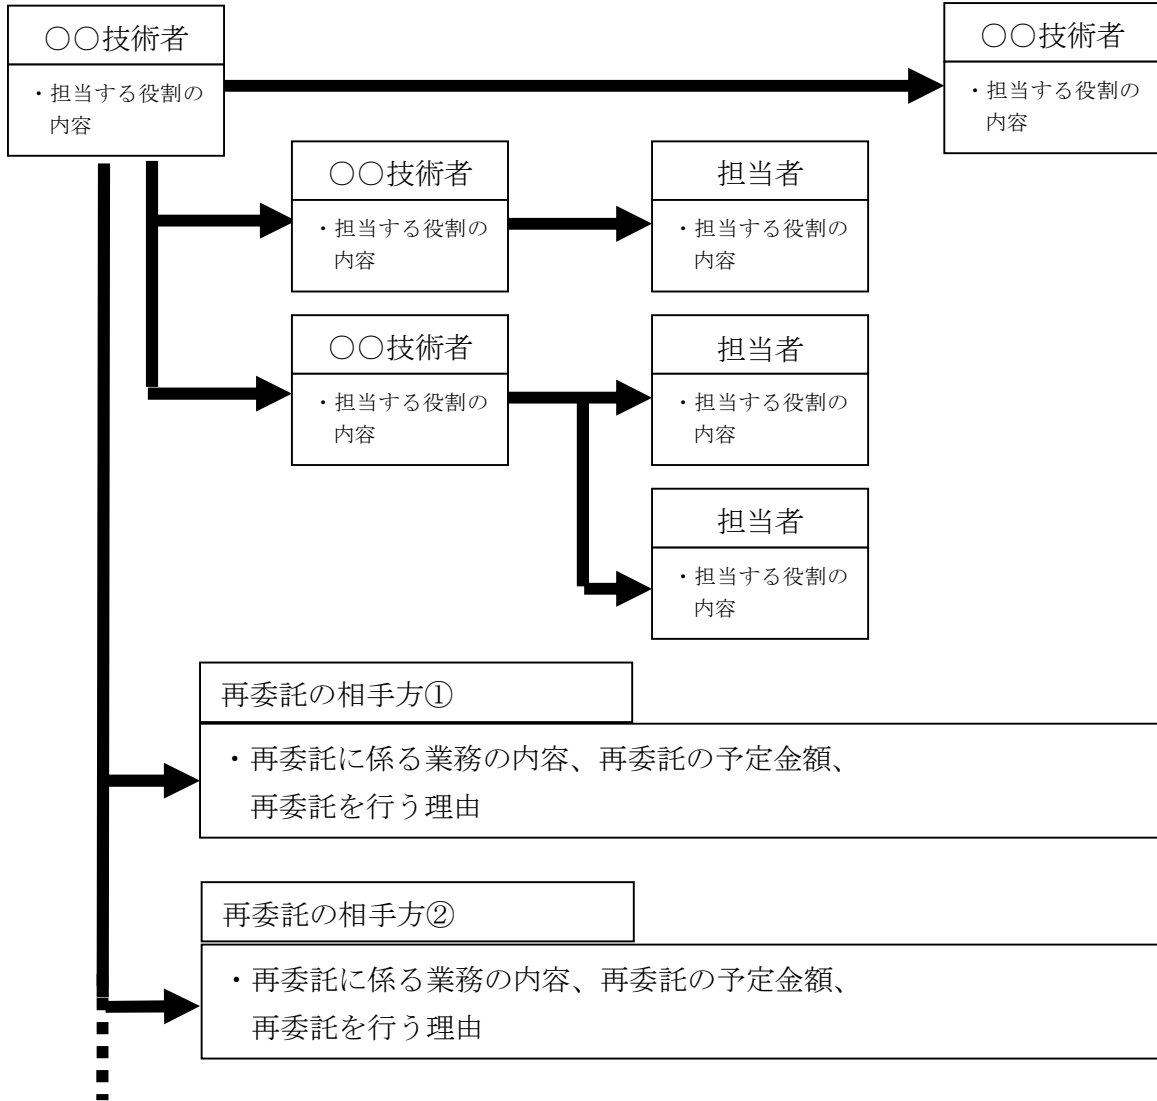 ○○技術者
・担当する役割の
内容
○○技術者
・担当する役割の
内容
○○技術者
・担当する役割の
内容
担当者
・担当する役割の
内容
○○技術者
・担当する役割の
内容
担当者
・担当する役割の
内容
担当者
・担当する役割の
内容
再委託の相手方①
・再委託に係る業務の内容、再委託の予定金額、
再委託を行う理由
再委託の相手方②
・再委託に係る業務の内容、再委託の予定金額、
再委託を行う理由